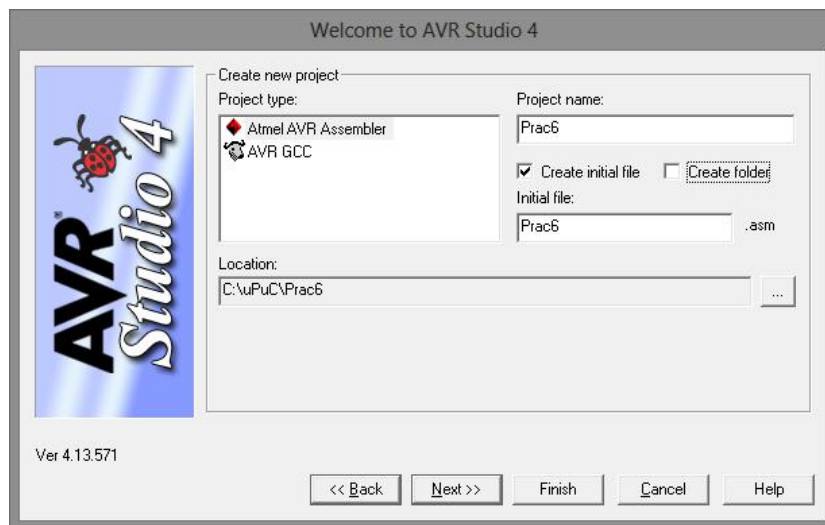 Welcome to AVR Studio 4
AVR® Studio 4
Create new project
Project type:
Atmel AVR Assembler
AVR GCC
Project name:
Prac6
Create initial file
Create folder
Initial file:
Prac6
.asm
Location:
C:\uPuC\Prac6
...
Ver 4.13.571
<< Back
Next >>
Finish
Cancel
Help